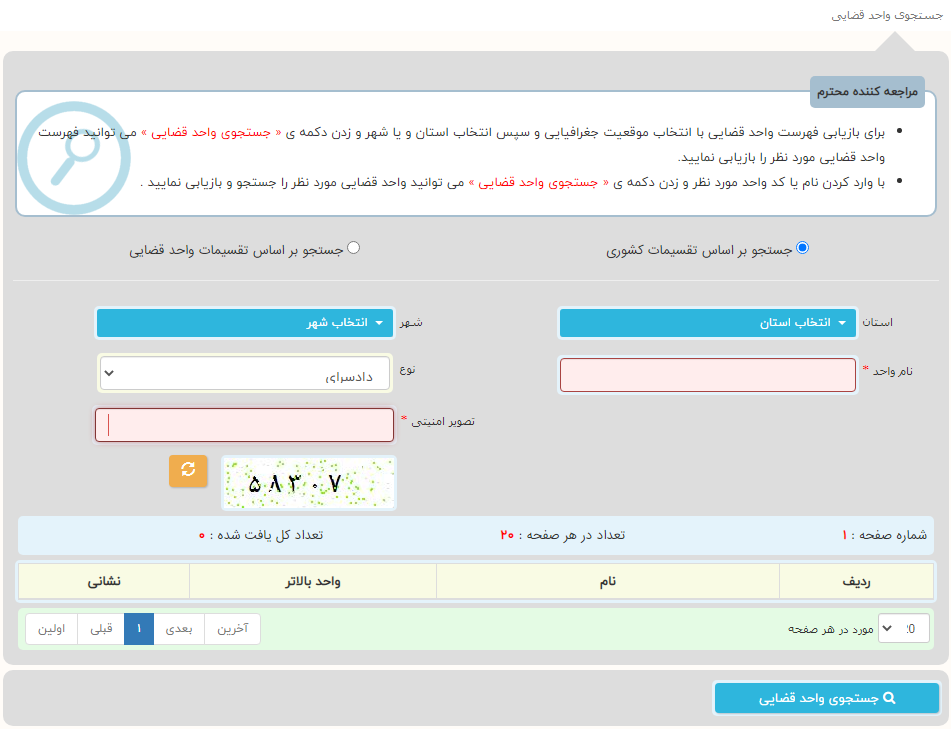 جستجوی واحد قضایی
مراجعه کننده محترم
• برای بازیابی فهرست واحد قضایی با انتخاب موقعیت جغرافیایی و سپس انتخاب استان و یا شهر و زدن دکمه ی « جستجوی واحد قضایی » می توانید فهرست
واحد قضایی مورد نظر را بازیابی نمایید.
• با وارد کردن نام یا کد واحد مورد نظر و زدن دکمه ی « جستجوی واحد قضایی » می توانید واحد قضایی مورد نظر را جستجو و بازیابی نمایید .
جستجو بر اساس تقسیمات کشوری
جستجو بر اساس تقسیمات واحد قضایی
استان
انتخاب استان
شهر
انتخاب شهر
نام واحد *
نوع
دادسرای
تصویر امنیتی *
شماره صفحه : ۱
تعداد در هر صفحه : ۲۰
تعداد کل یافت شده : ۰
ردیف
نام
واحد بالاتر
نشانی
20
مورد در هر صفحه
اولین
قبلی
۱
بعدی
آخرین
جستجوی واحد قضایی